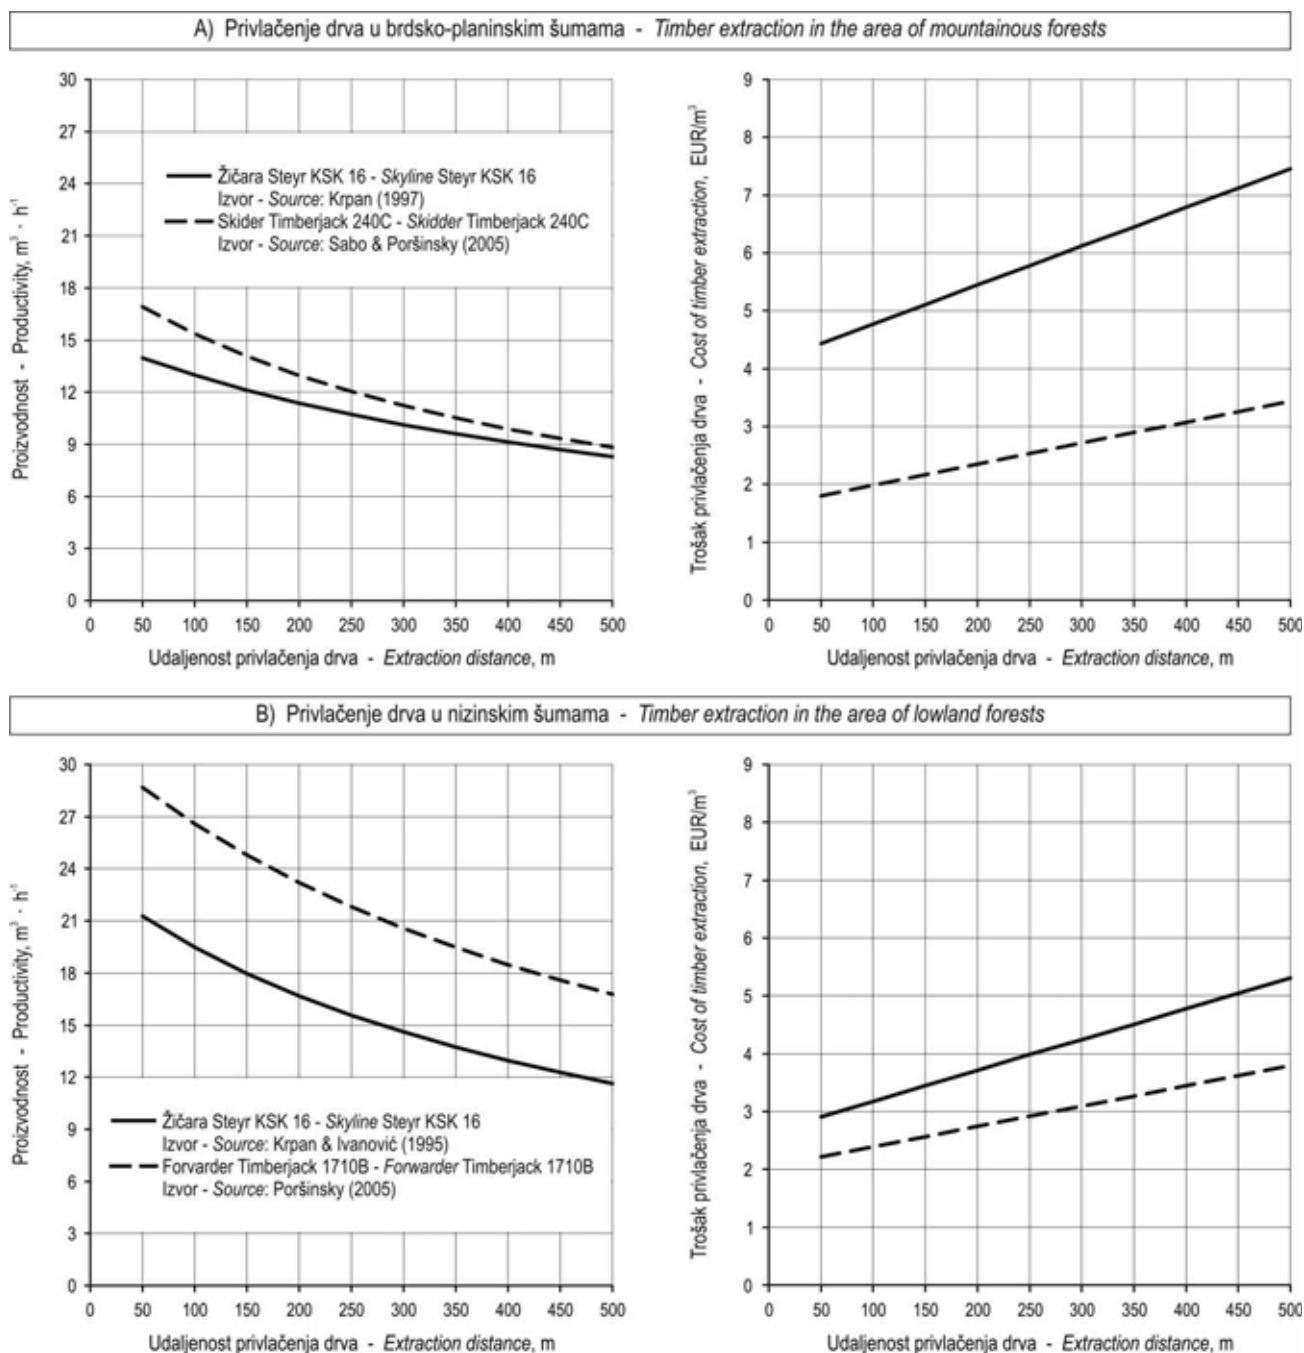 A) Privlačenje drva u brdsko-planinskim šumama - Timber extraction in the area of mountainous forests
Proizvodnost - Productivity, m³ · h⁻¹
30
27
24
21
18
15
12
9
6
3
0
Žičara Steyr KSK 16 - Skyline Steyr KSK 16
Izvor - Source: Krpan (1997)
Skider Timberjack 240C - Skidder Timberjack 240C
Izvor - Source: Sabo & Poršinsky (2005)
0 50 100 150 200 250 300 350 400 450 500
Udaljenost privlačenja drva - Extraction distance, m
Trošak privlačenja drva - Cost of timber extraction, EUR/m³
9
8
7
6
5
4
3
2
1
0
0 50 100 150 200 250 300 350 400 450 500
Udaljenost privlačenja drva - Extraction distance, m
B) Privlačenje drva u nizinskim šumama - Timber extraction in the area of lowland forests
Proizvodnost - Productivity, m³ · h⁻¹
30
27
24
21
18
15
12
9
6
3
0
Žičara Steyr KSK 16 - Skyline Steyr KSK 16
Izvor - Source: Krpan & Ivanović (1995)
Forvarder Timberjack 1710B - Forwarder Timberjack 1710B
Izvor - Source: Poršinsky (2005)
0 50 100 150 200 250 300 350 400 450 500
Udaljenost privlačenja drva - Extraction distance, m
Trošak privlačenja drva - Cost of timber extraction, EUR/m³
9
8
7
6
5
4
3
2
1
0
0 50 100 150 200 250 300 350 400 450 500
Udaljenost privlačenja drva - Extraction distance, m